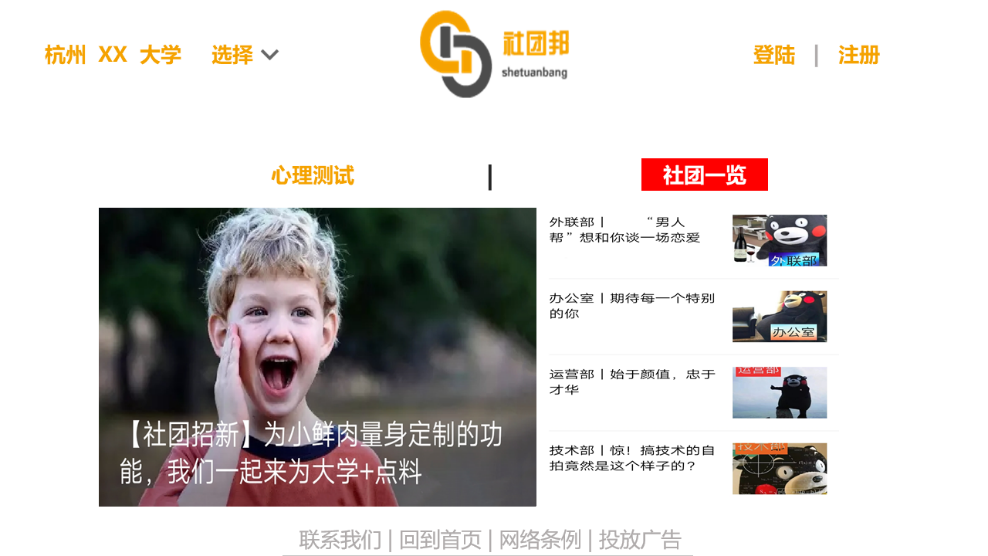 杭州 XX 大学 选择
社团邦
shetuanbang
登陆 | 注册
心理测试 | 社团一览
【社团招新】为小鲜肉量身定制的功
能，我们一起来为大学+点料
外联部丨 “男人
帮”想和你谈一场恋爱
外联部
办公室丨期待每一个特别
的你
办公室
运营部丨始于颜值，忠于
才华
运营部
技术部丨惊！搞技术的自
拍竟然是这个样子的？
技术部
联系我们 | 回到首页 | 网络条例 | 投放广告